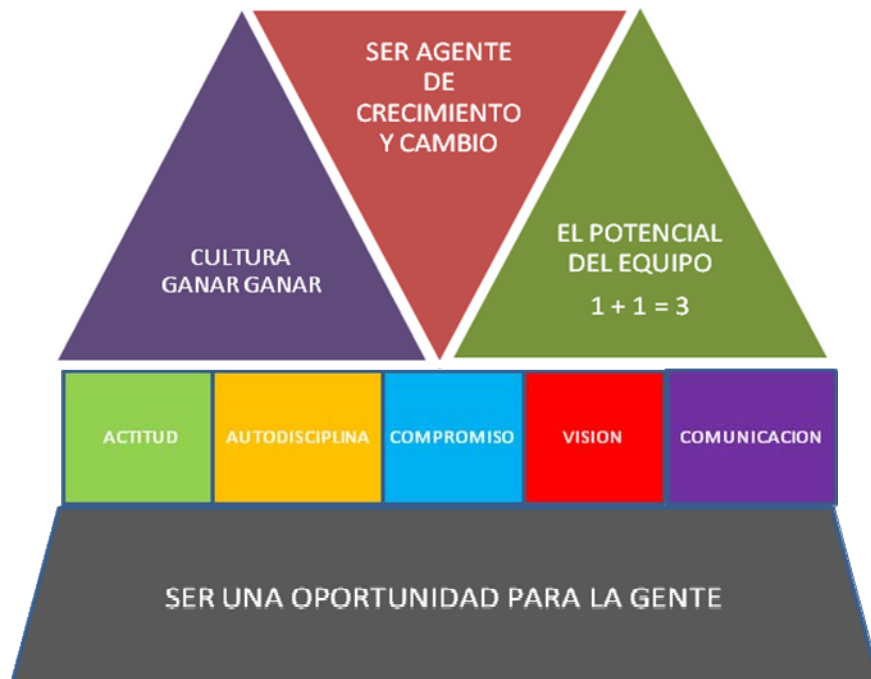 SER AGENTE
DE
CRECIMIENTO
Y CAMBIO
CULTURA
GANAR GANAR
EL POTENCIAL
DEL EQUIPO
1 + 1 = 3
ACTITUD
AUTODISCIPLINA
COMPROMISO
VISION
COMUNICACION
SER UNA OPORTUNIDAD PARA LA GENTE